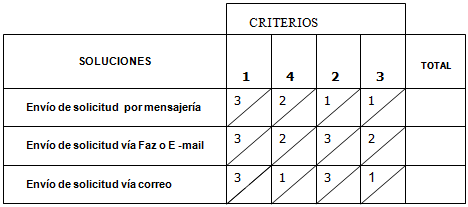 CRITERIOS
SOLUCIONES
1 4 2 3 TOTAL
Envío de solicitud por mensajería 3 2 1 1
Envío de solicitud vía Faz o E -mail 3 2 3 2
Envío de solicitud vía correo 3 1 3 1